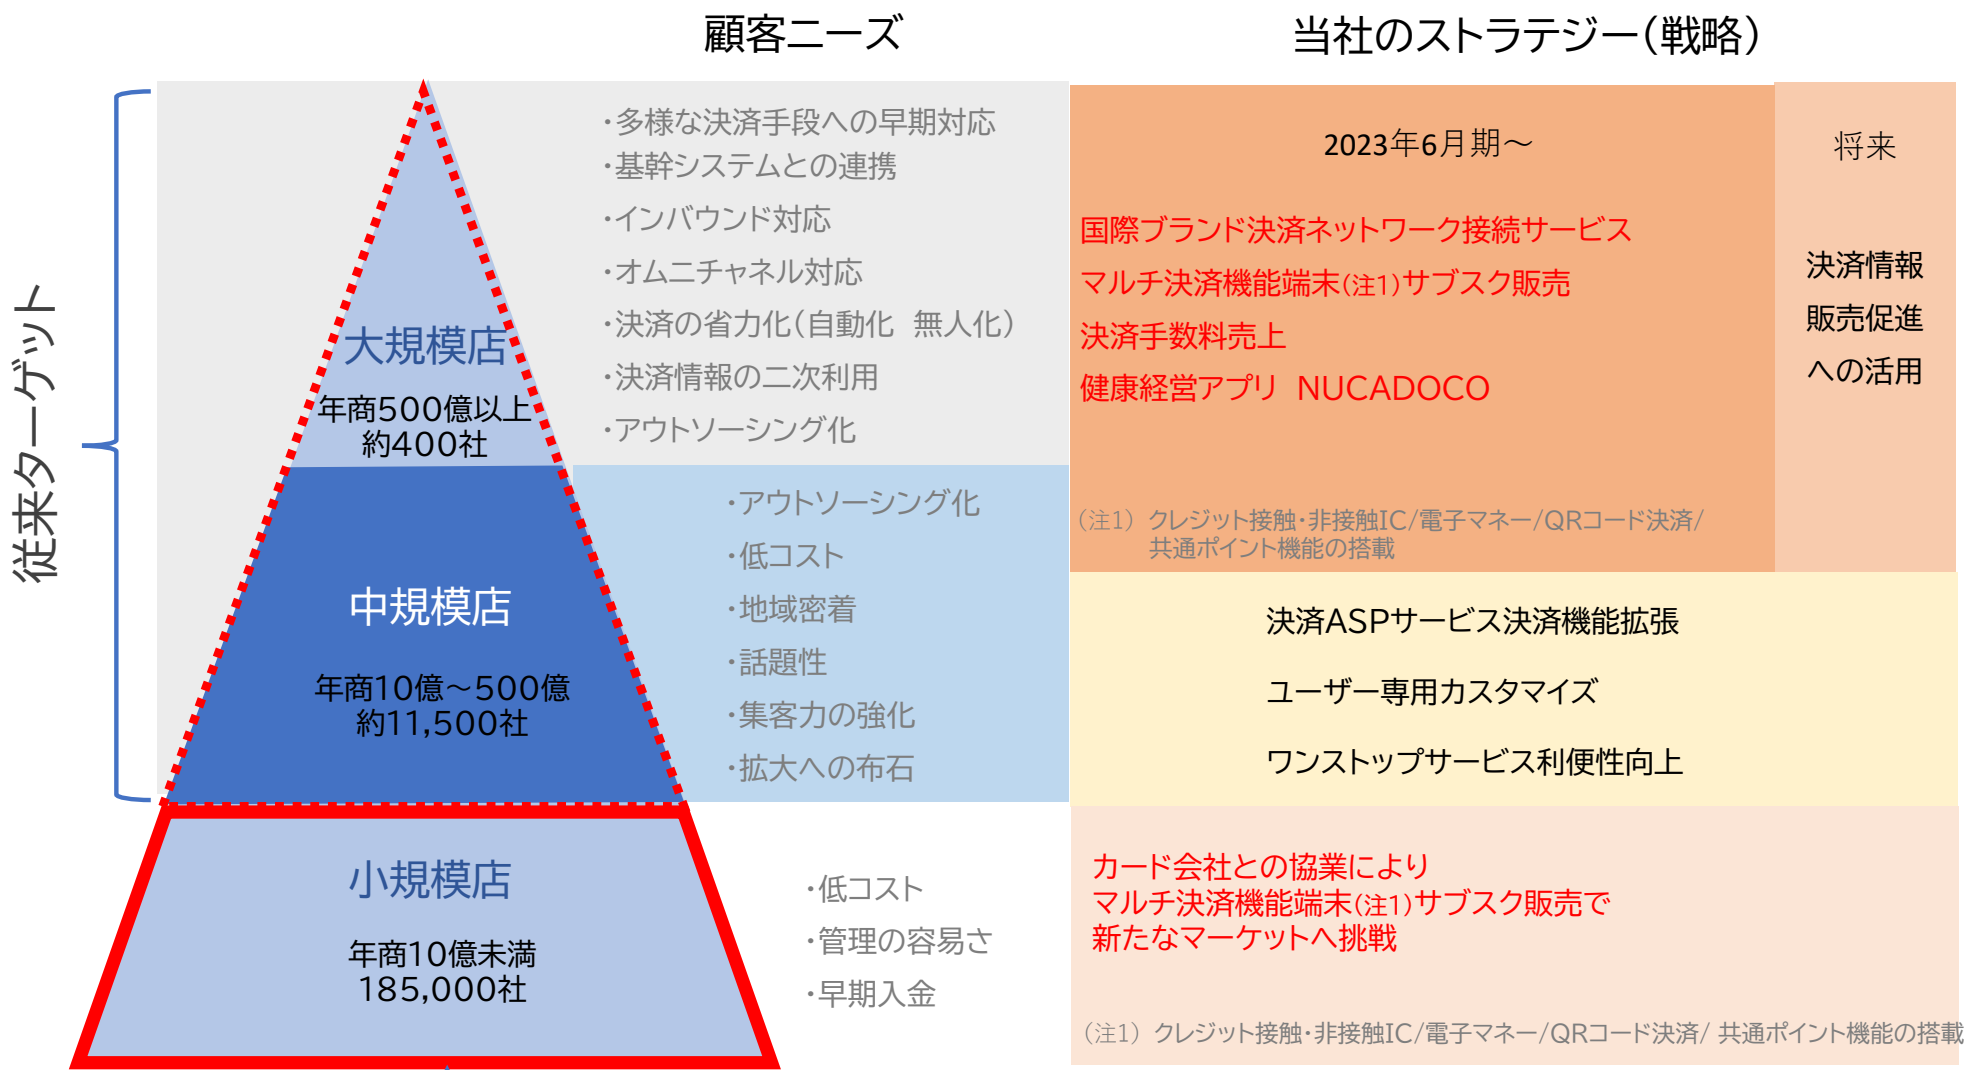 顧客ニーズ
当社のストラテジー(戦略)
従来ターゲット
大規模店
年商500億以上
約400社
・多様な決済手段への早期対応
・基幹システムとの連携
・インバウンド対応
・オムニチャネル対応
・決済の省力化(自動化 無人化)
・決済情報の二次利用
・アウトソーシング化
2023年6月期～
国際ブランド決済ネットワーク接続サービス
マルチ決済機能端末(注1)サブスク販売
決済手数料売上
健康経営アプリ NUCADOCO
(注1) クレジット接触・非接触IC/電子マネー/QRコード決済/
共通ポイント機能の搭載
将来
決済情報
販売促進
への活用
中規模店
年商10億～500億
約11,500社
・アウトソーシング化
・低コスト
・地域密着
・話題性
・集客力の強化
・拡大への布石
決済ASPサービス決済機能拡張
ユーザー専用カスタマイズ
ワンストップサービス利便性向上
小規模店
年商10億未満
185,000社
・低コスト
・管理の容易さ
・早期入金
カード会社との協業により
マルチ決済機能端末(注1)サブスク販売で
新たなマーケットへ挑戦
(注1) クレジット接触・非接触IC/電子マネー/QRコード決済/ 共通ポイント機能の搭載